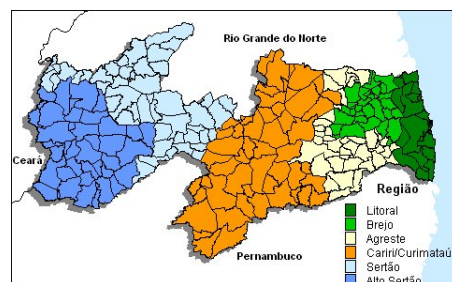 Rio Grande do Norte
Ceará
Pernambuco
Região
Litoral
Brejo
Agreste
Cariri/Curimataú
Sertão
Alto Sertão